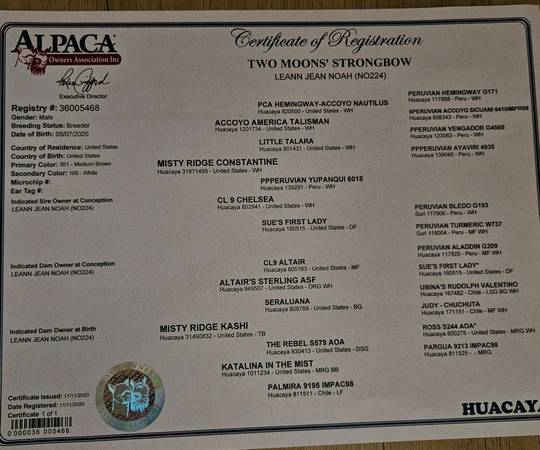 ALPACA
Owners Association Inc
Executive Director
Certificate of Registration
TWO MOONS' STRONGBOW
LEANN JEAN NOAH (NO224)
Registry #: 36005468
Gender: Male
Breeding Status: Breeder
Date of Birth: 05/07/2020
Country of Residence: United States
Country of Birth: United States
Primary Color: 301 - Medium Brown
Secondary Color: 100 - White
Microchip #:
Ear Tag #:
Indicated Sire Owner at Conception
LEANN JEAN NOAH (NO224)
Indicated Dam Owner at Conception
LEANN JEAN NOAH (NO224)
Indicated Dam Owner at Birth
LEANN JEAN NOAH (NO224)
Certificate Issued: 11/11/2020
Date Registered: 11/11/2020
Certificate 1 of 1
0 000036 005468
MISTY RIDGE CONSTANTINE
Huacaya 31871495 - United States - WH
MISTY RIDGE KASHI
Huacaya 31490832 - United States - TB
ACCOYO AMERICA TALISMAN
Huacaya 1201734 - United States - WH
CL 9 CHELSEA
Huacaya 802941 - United States - WH
ALTAIR'S STERLING ASF
Huacaya 849507 - United States - DRG WH
KATALINA IN THE MIST
Huacaya 1011234 - United States - MRG BB
PCA HEMINGWAY-ACCOYO NAUTILUS
Huacaya 820500 - United States - WH
LITTLE TALARA
Huacaya 801431 - United States - WH
PPPERUVIAN YUPANQUI 6018
Huacaya 139291 - Peru - WH
SUE'S FIRST LADY
Huacaya 160515 - United States - DF
CL9 ALTAIR
Huacaya 805163 - United States - MF
SERALUANA
Huacaya 808788 - United States - BG
THE REBEL 5579 AOA
Huacaya 830413 - United States - DSG
PALMIRA 9195 IMPAC98
Huacaya 811511 - Chile - LF
PERUVIAN HEMINGWAY G171
Huacaya 117888 - Peru - WH
6PERUVIAN ACCOYO SICUANI 6410IMPR98
Huacaya 808343 - Peru - WH
PPPERUVIAN VENGADOR G4568
Huacaya 123136 - Peru - WH
PPPERUVIAN AYAVIRI 4935
Huacaya 139045 - Peru - WH
PERUVIAN BLEDO G193
Suri 117906 - Peru - WH
PERUVIAN TURMERIC W737
Suri 118004 - Peru - MF WH
PERUVIAN ALADDIN G209
Huacaya 117920 - Peru - MF WH
SUE'S FIRST LADY*
Huacaya 160515 - United States - DF
UBINA'S RUDOLPH VALENTINO
Huacaya 167482 - Chile - LSG BG WH
JUDY - CHUCHUTA
Huacaya 171151 - Chile - MF WH
ROSS S244 AOA*
Huacaya 800275 - United States - MRG WH
PARGUA 9213 IMPAC98
Huacaya 811525 - - MRG
HUACAYA